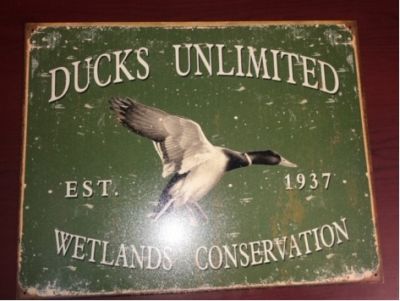 DUCKS UNLIMITED
EST. 1937
WETLANDS CONSERVATION